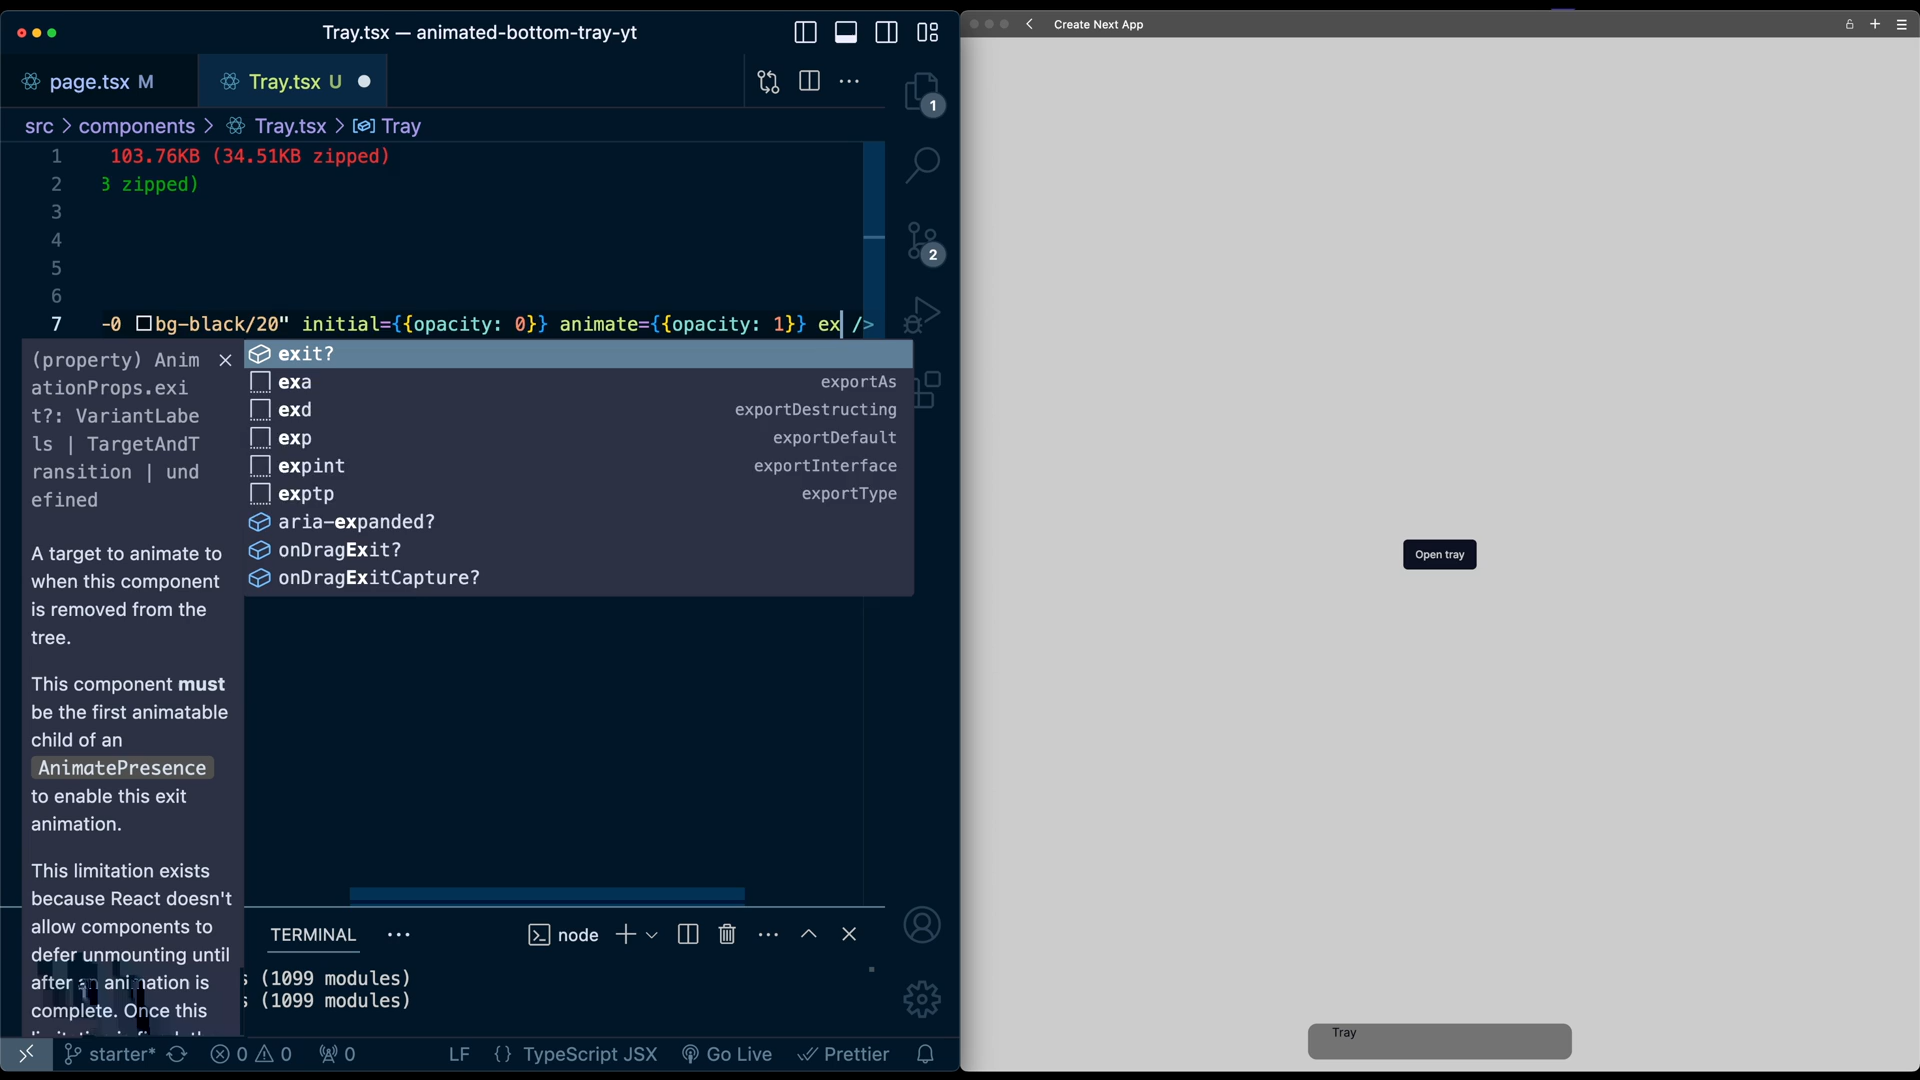 Tray.tsx — animated-bottom-tray-yt
page.tsx M
Tray.tsx U
src > components > Tray.tsx > Tray
1
1 103.76KB (34.51KB zipped)
2 zipped)
3
4
5
6
7 -0 bg-black/20" initial={{opacity: 0}} animate={{opacity: 1}} ex />
2
(property) Anim
ationProps.exi
t?: VariantLabe
ls | TargetAndT
ransition | und
efined
A target to animate to
when this component
is removed from the
tree.
This component must
be the first animatable
child of an
AnimatePresence
to enable this exit
animation.
This limitation exists
because React doesn't
allow components to
defer unmounting until
after an animation is
complete. Once this
exit?
exa exportAs
exd exportDestructing
exp exportDefault
expint exportInterface
exptp exportType
aria-expanded?
onDragExit?
onDragExitCapture?
TERMINAL
node
(1099 modules)
(1099 modules)
starter* 0 0 0 LF {} TypeScript JSX Go Live Prettier
Create Next App
Open tray
Tray